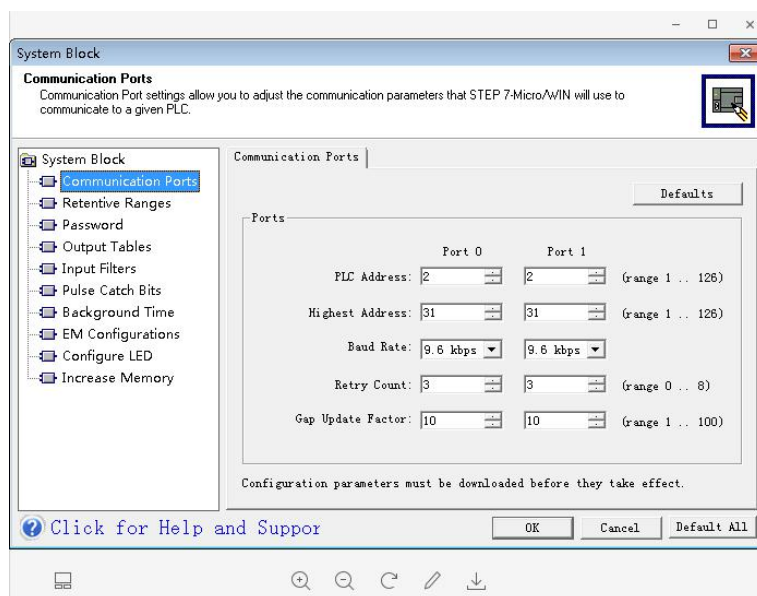 System Block
Communication Ports
Communication Port settings allow you to adjust the communication parameters that STEP 7-Micro/WIN will use to
communicate to a given PLC.
System Block
Communication Ports
Retentive Ranges
Password
Output Tables
Input Filters
Pulse Catch Bits
Background Time
EM Configurations
Configure LED
Increase Memory
Communication Ports
Defaults
Ports
Port 0 Port 1
PLC Address: 2 2 (range 1 .. 126)
Highest Address: 31 31 (range 1 .. 126)
Baud Rate: 9.6 kbps 9.6 kbps
Retry Count: 3 3 (range 0 .. 8)
Gap Update Factor: 10 10 (range 1 .. 100)
Configuration parameters must be downloaded before they take effect.
Click for Help and Suppor
OK Cancel Default All